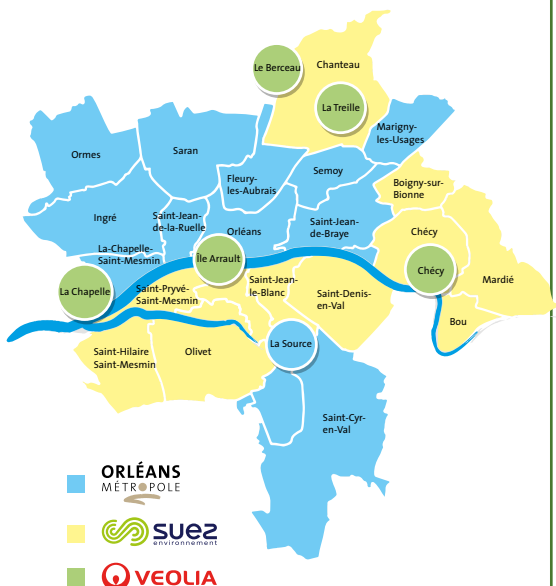 Le Berceau
Chanteau
La Treille
Marigny-
les-Usages
Ormes
Saran
Fleury-
les-Aubrais
Semoy
Boigny-sur-
Bionne
Ingré
Saint-Jean-
de-la-Ruelle
Orléans
Saint-Jean-
de-Braye
Chécy
La-Chapelle-
Saint-Mesmin
Île Arrault
Chécy
La Chapelle
Saint-Pryvé-
Saint-Mesmin
Saint-Jean-
le-Blanc
Saint-Denis-
en-Val
Mardié
Bou
Saint-Hilaire
Saint-Mesmin
Olivet
La Source
Saint-Cyr-
en-Val
ORLÉANS
MÉTROPOLE
suez
environnement
VEOLIA